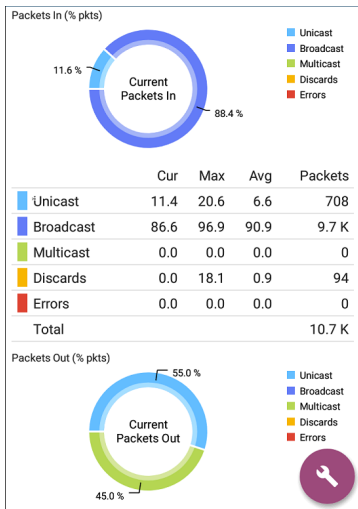 Packets In (% pkts)
Unicast
Broadcast
Multicast
Discards
Errors
11.6 %
Current
Packets In
88.4 %
Cur Max Avg Packets
Unicast 11.4 20.6 6.6 708
Broadcast 86.6 96.9 90.9 9.7 K
Multicast 0.0 0.0 0.0 0
Discards 0.0 18.1 0.9 94
Errors 0.0 0.0 0.0 0
Total 10.7 K
Packets Out (% pkts)
55.0 %
Unicast
Broadcast
Multicast
Discards
Errors
Current
Packets Out
45.0 %